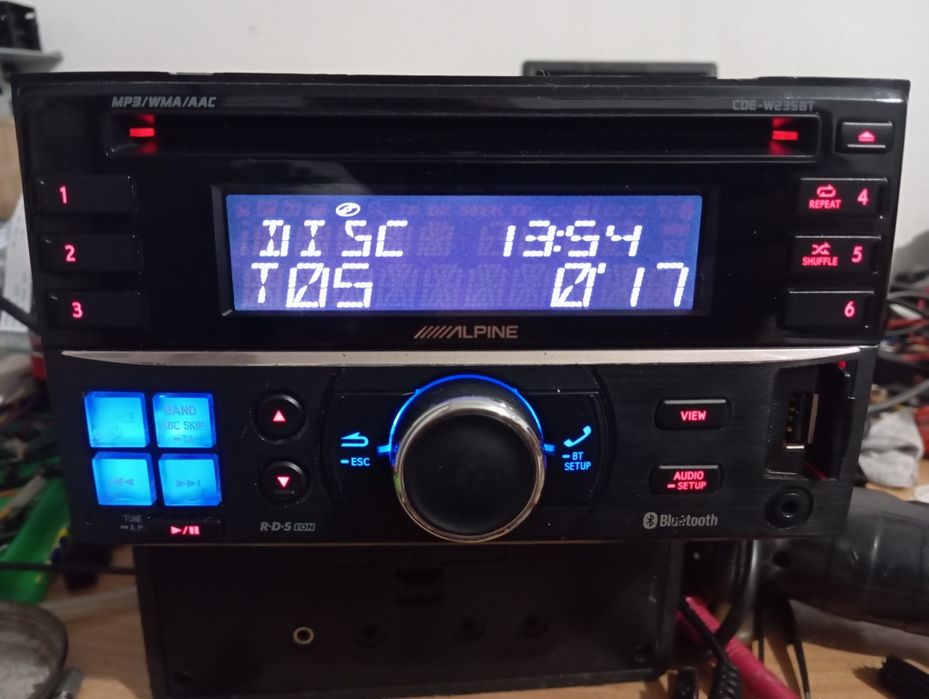 MP3/WMA/AAC
CDE-W235BT
1
REPEAT 4
DISC 13:54
2
SHUFFLE 5
T05 0'17
3
6
ALPINE
BAND
ABC SKIP
TA
ESC
BT
SETUP
VIEW
AUDIO
SETUP
TUNE
R·D·S EON
Bluetooth